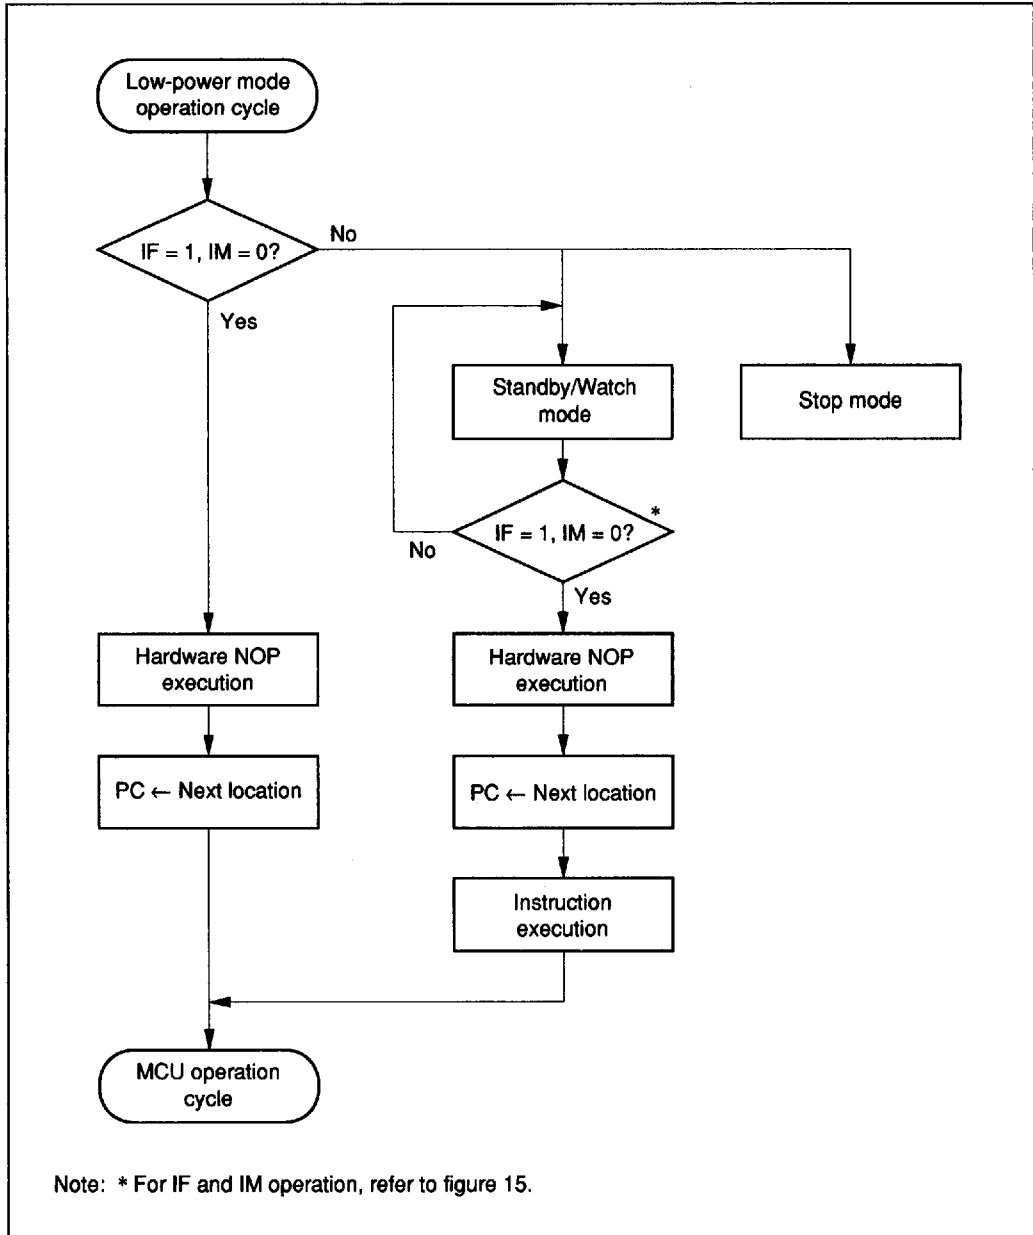 Low-power mode
operation cycle
IF = 1, IM = 0?
No
Yes
Standby/Watch
mode
Stop mode
IF = 1, IM = 0?
*
No
Yes
Hardware NOP
execution
Hardware NOP
execution
PC ← Next location
PC ← Next location
Instruction
execution
MCU operation
cycle
Note: * For IF and IM operation, refer to figure 15.